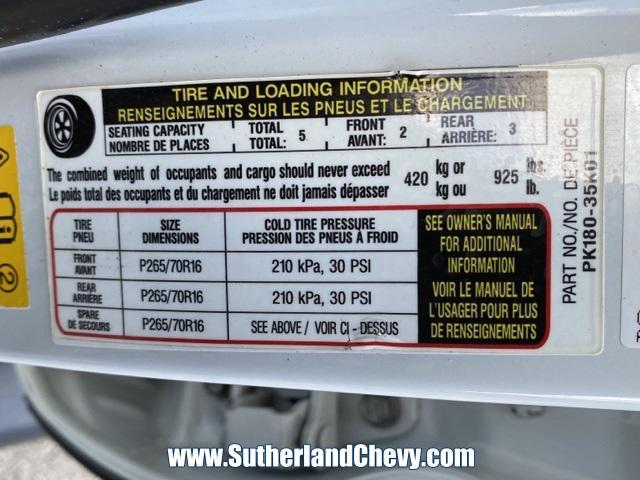 TIRE AND LOADING INFORMATION
RENSEIGNEMENTS SUR LES PNEUS ET LE CHARGEMENT
SEATING CAPACITY TOTAL 5 FRONT 2 REAR 3
NOMBRE DE PLACES TOTAL: AVANT: ARRIÈRE:
The combined weight of occupants and cargo should never exceed 420 kg or 925 lbs
Le poids total des occupants et du chargement ne doit jamais dépasser kg ou lb.
TIRE PNEU
SIZE DIMENSIONS
COLD TIRE PRESSURE
PRESSION DES PNEUS À FROID
FRONT AVANT P265/70R16 210 kPa, 30 PSI
REAR ARRIÈRE P265/70R16 210 kPa, 30 PSI
SPARE DE SECOURS P265/70R16 SEE ABOVE / VOIR CI - DESSUS
SEE OWNER'S MANUAL
FOR ADDITIONAL
INFORMATION
VOIR LE MANUEL DE
L'USAGER POUR PLUS
DE RENSEIGNEMENTS
PART NO./NO. DE PIÈCE
PK180-35K01
www.SutherlandChevy.com